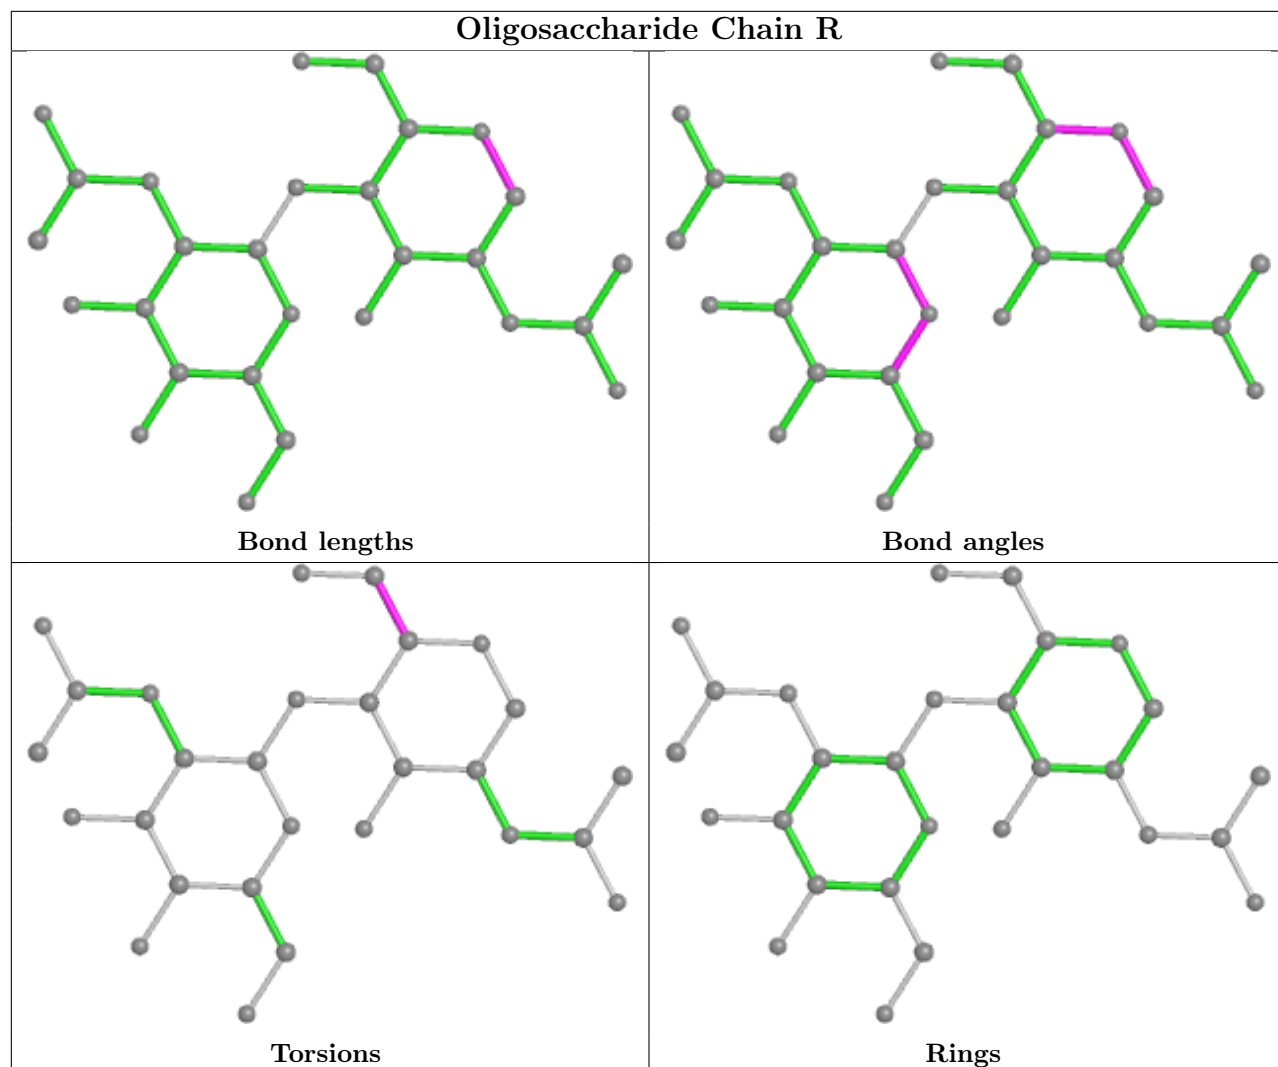 Oligosaccharide Chain R
Bond lengths
Bond angles
Torsions
Rings